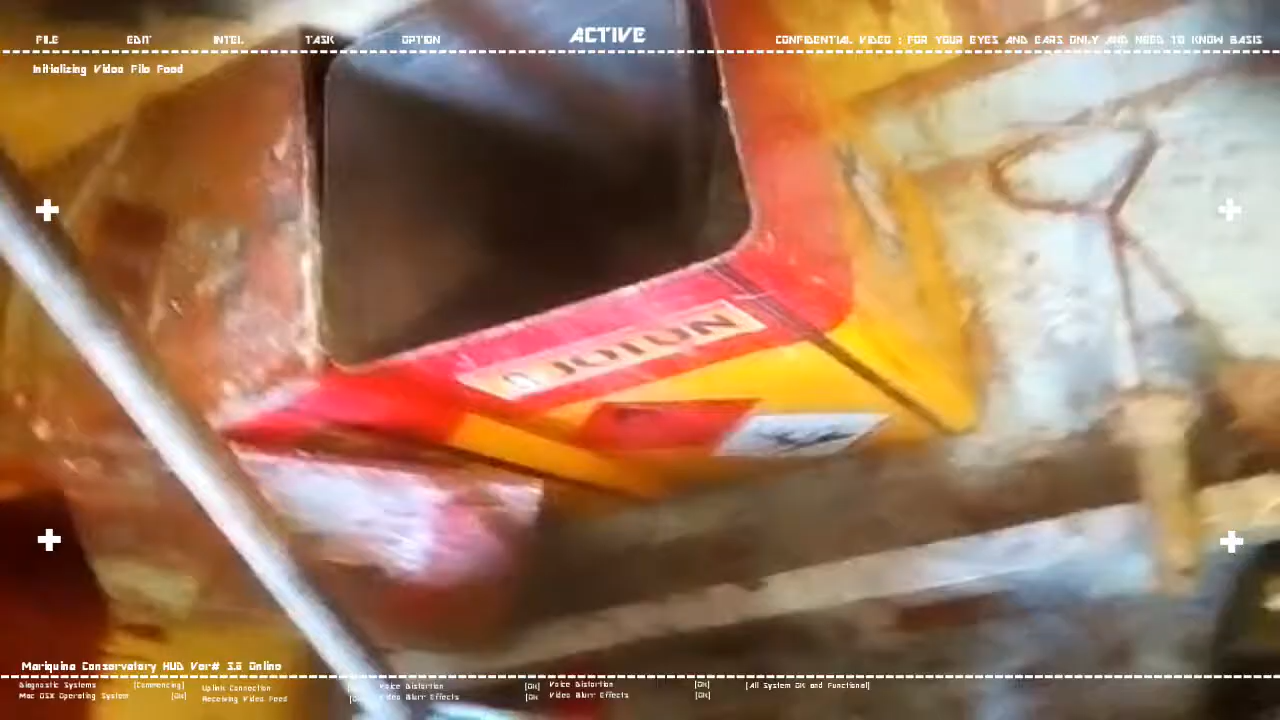 FILE EDIT INTEL TASK OPTION ACTIVE CONFIDENTIAL VIDEO : FOR YOUR EYES AND EARS ONLY AND NEED TO KNOW BASIS
Initializing Video File Feed
JOTUN
Mariquina Conservatory HUD Ver# 3.6 Online
Diagnostic Systems [Commencing] Uplink Connection Voice Distortion [OK] Voice Distortion [OK] [All System OK and Functional]
Mac OSX Operating System [OK] Receiving Video Feed Video Blurr Effects [OK] Video Blurr Effects [OK]